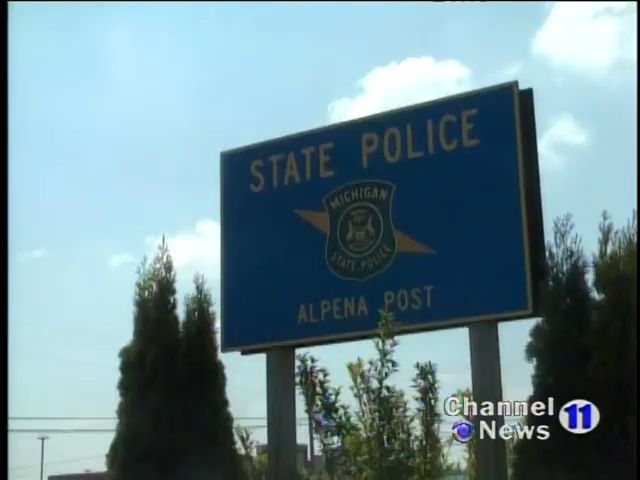 STATE POLICE
MICHIGAN
STATE POLICE
ALPENA POST
Channel 11
News